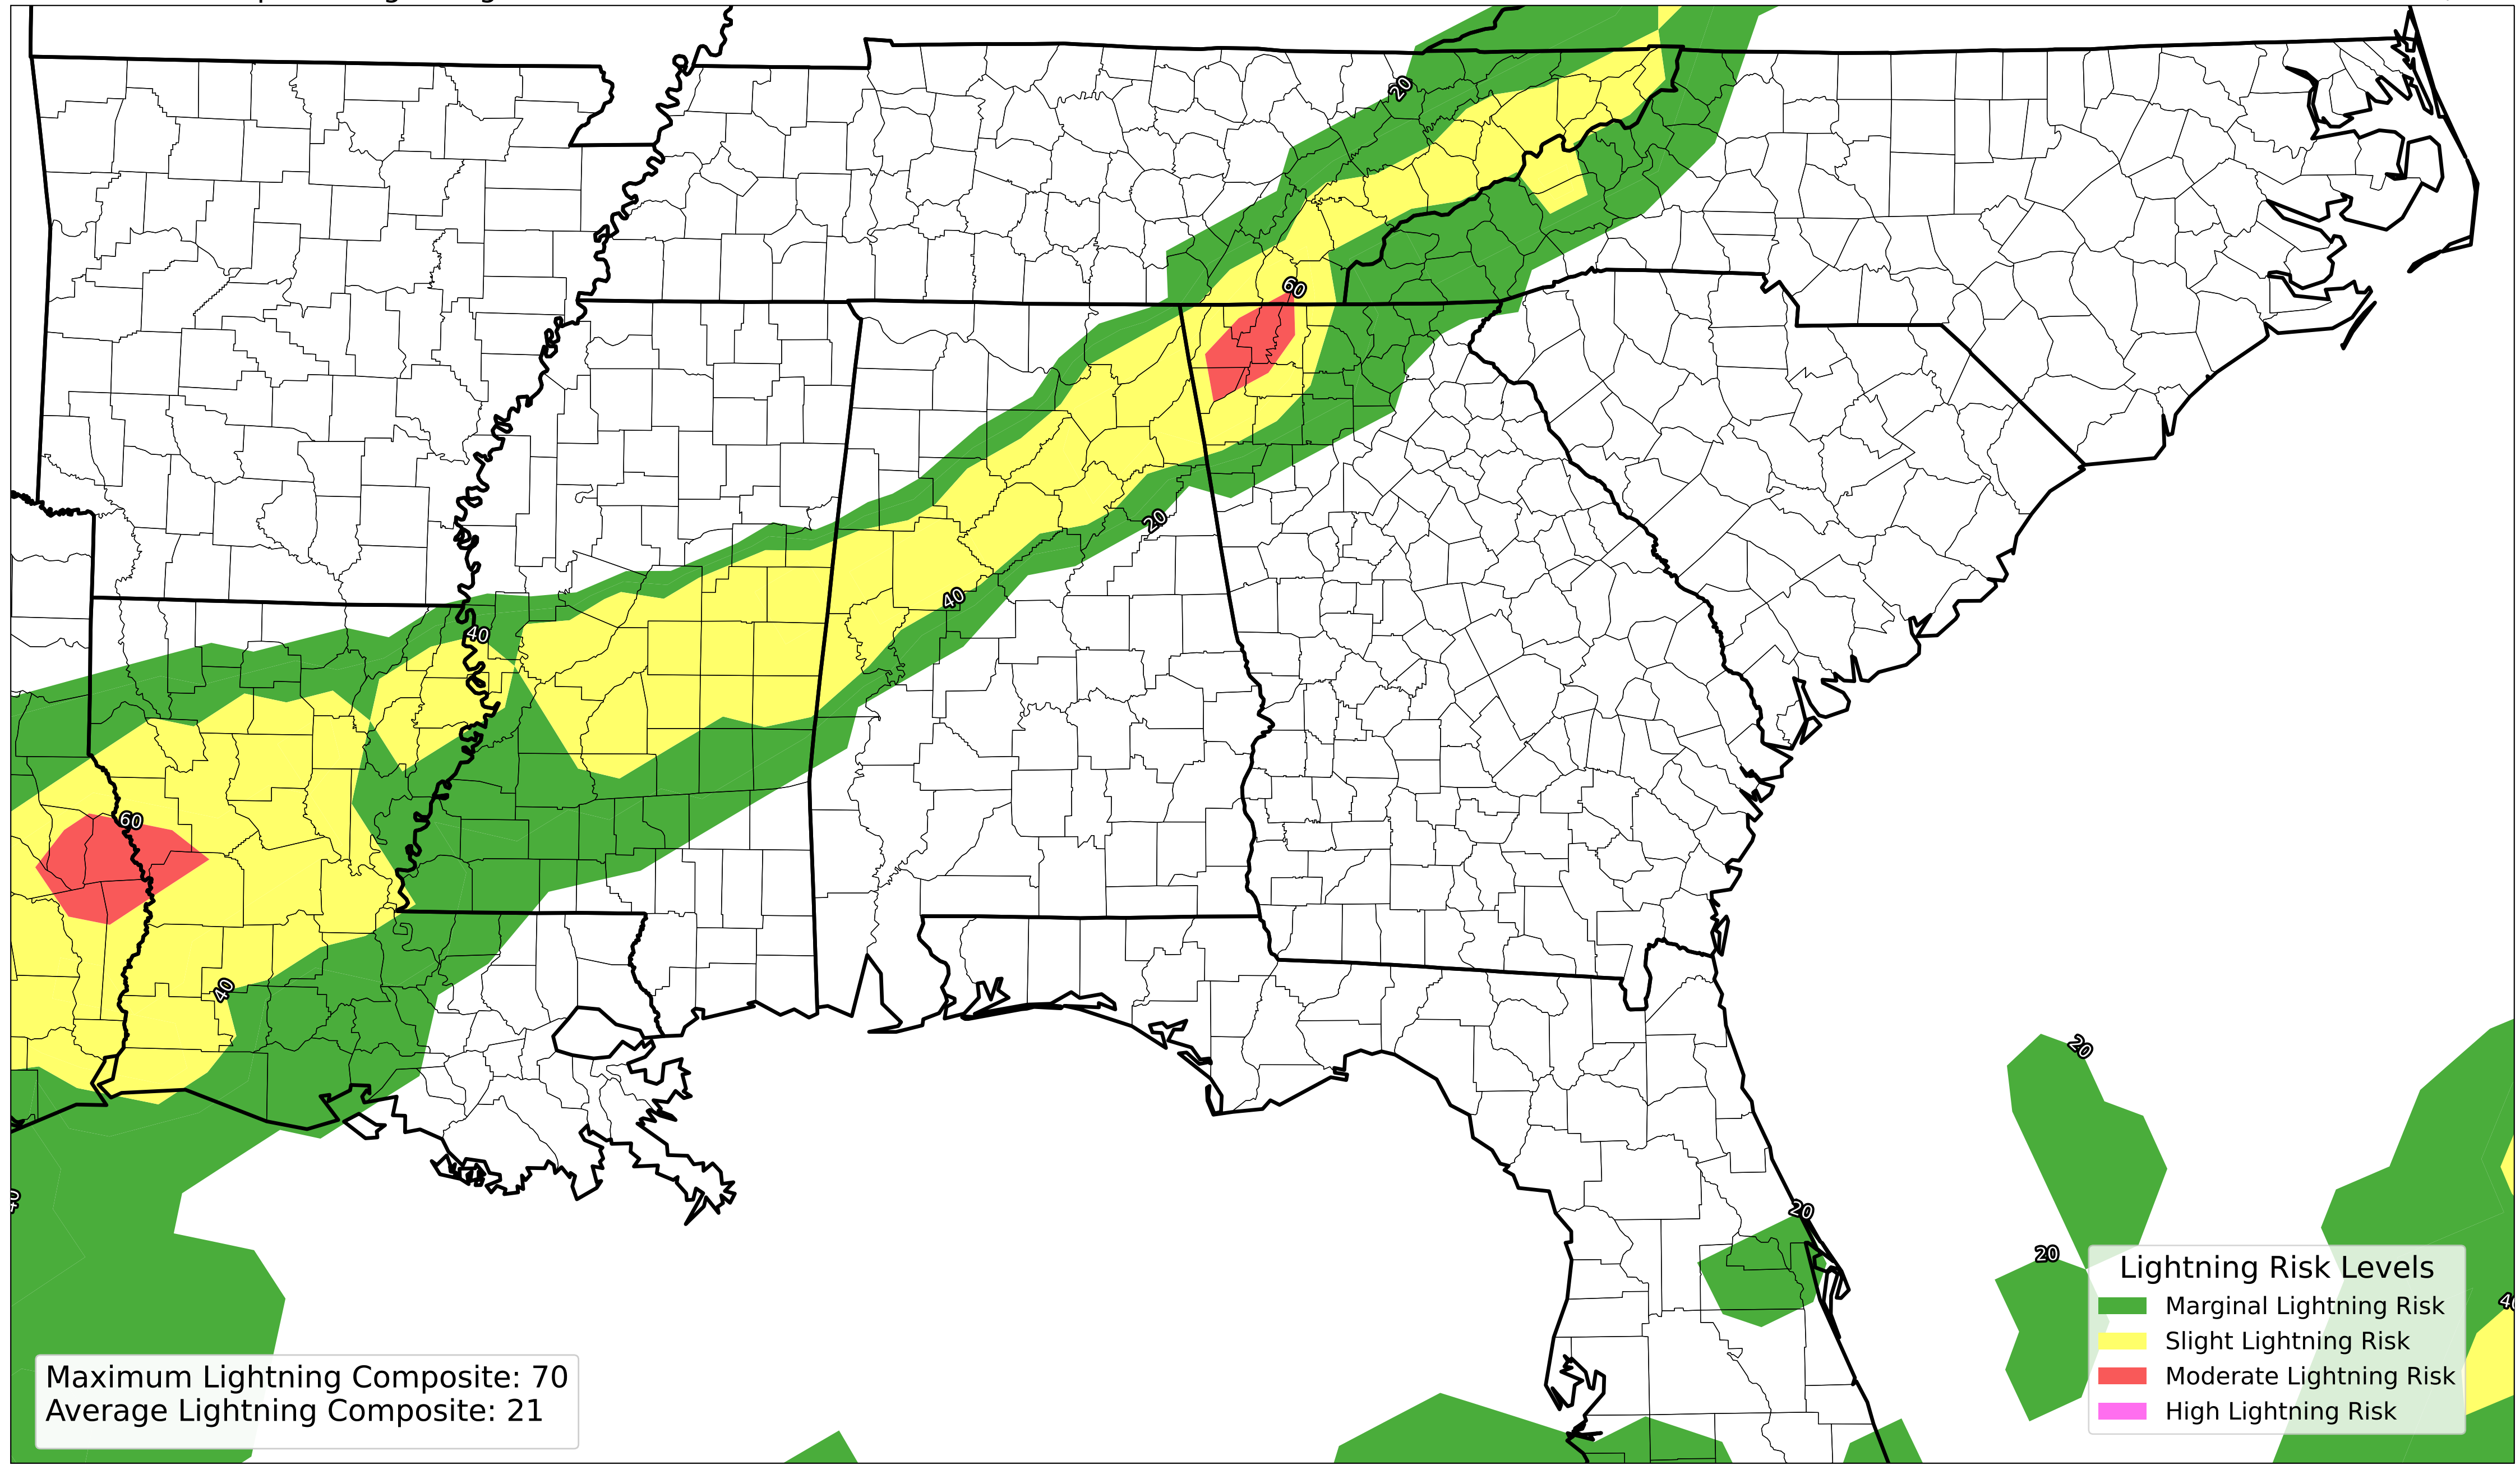 20
60
20
40
40
60
40
20
20
20
Lightning Risk Levels
Marginal Lightning Risk
Slight Lightning Risk
Moderate Lightning Risk
High Lightning Risk
Maximum Lightning Composite: 70
Average Lightning Composite: 21